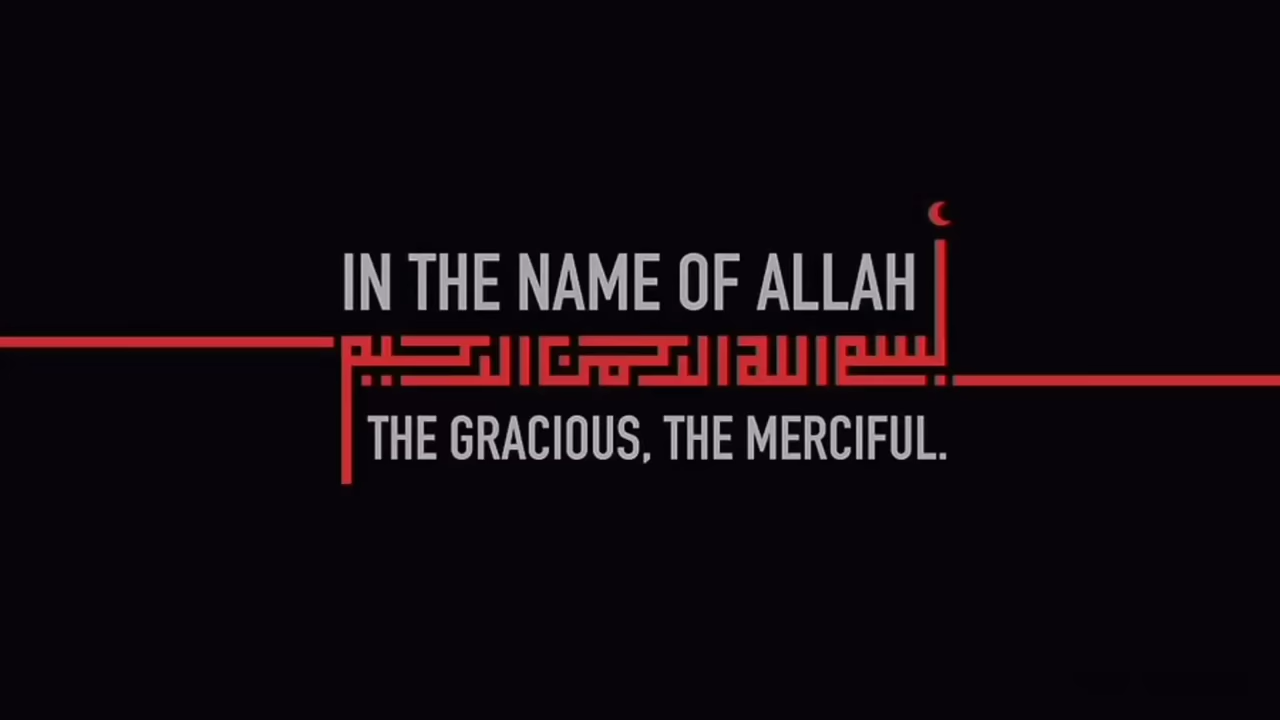 IN THE NAME OF ALLAH
بسم الله الرحمن الرحيم
THE GRACIOUS, THE MERCIFUL.